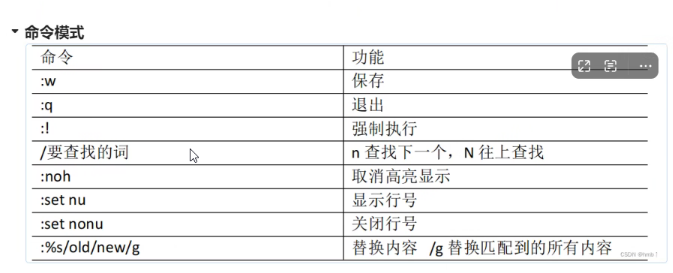 命令模式
命令 功能
:w 保存
:q 退出
:! 强制执行
/要查找的词 n 查找下一个，N 往上查找
:noh 取消高亮显示
:set nu 显示行号
:set nonu 关闭行号
:%s/old/new/g 替换内容 /g 替换匹配到的所有内容